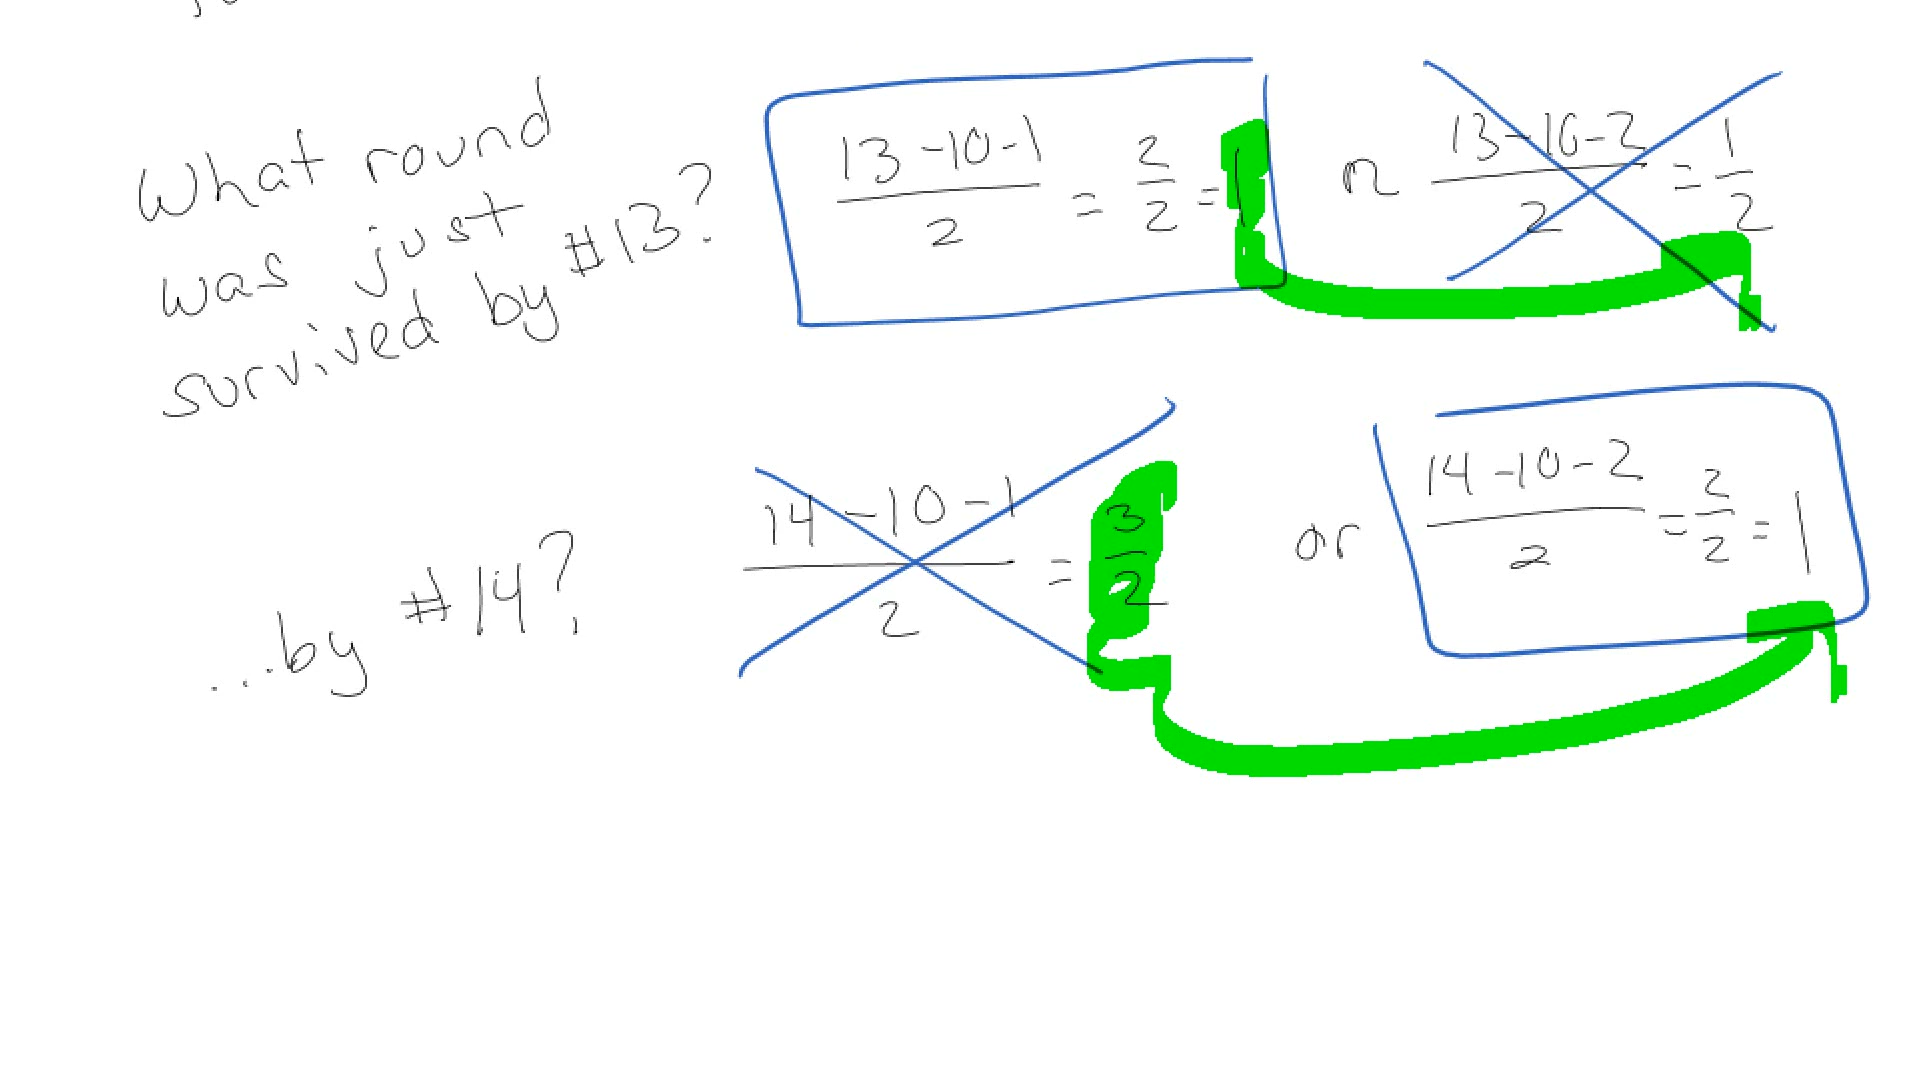 What round
was just
survived by #13?
(13-10-1)/2 = 2/2 = 1
(13-10-2)/2 = 1/2
...by #14?
(14-10-1)/2 = 3/2 or (14-10-2)/2 = 2/2 = 1